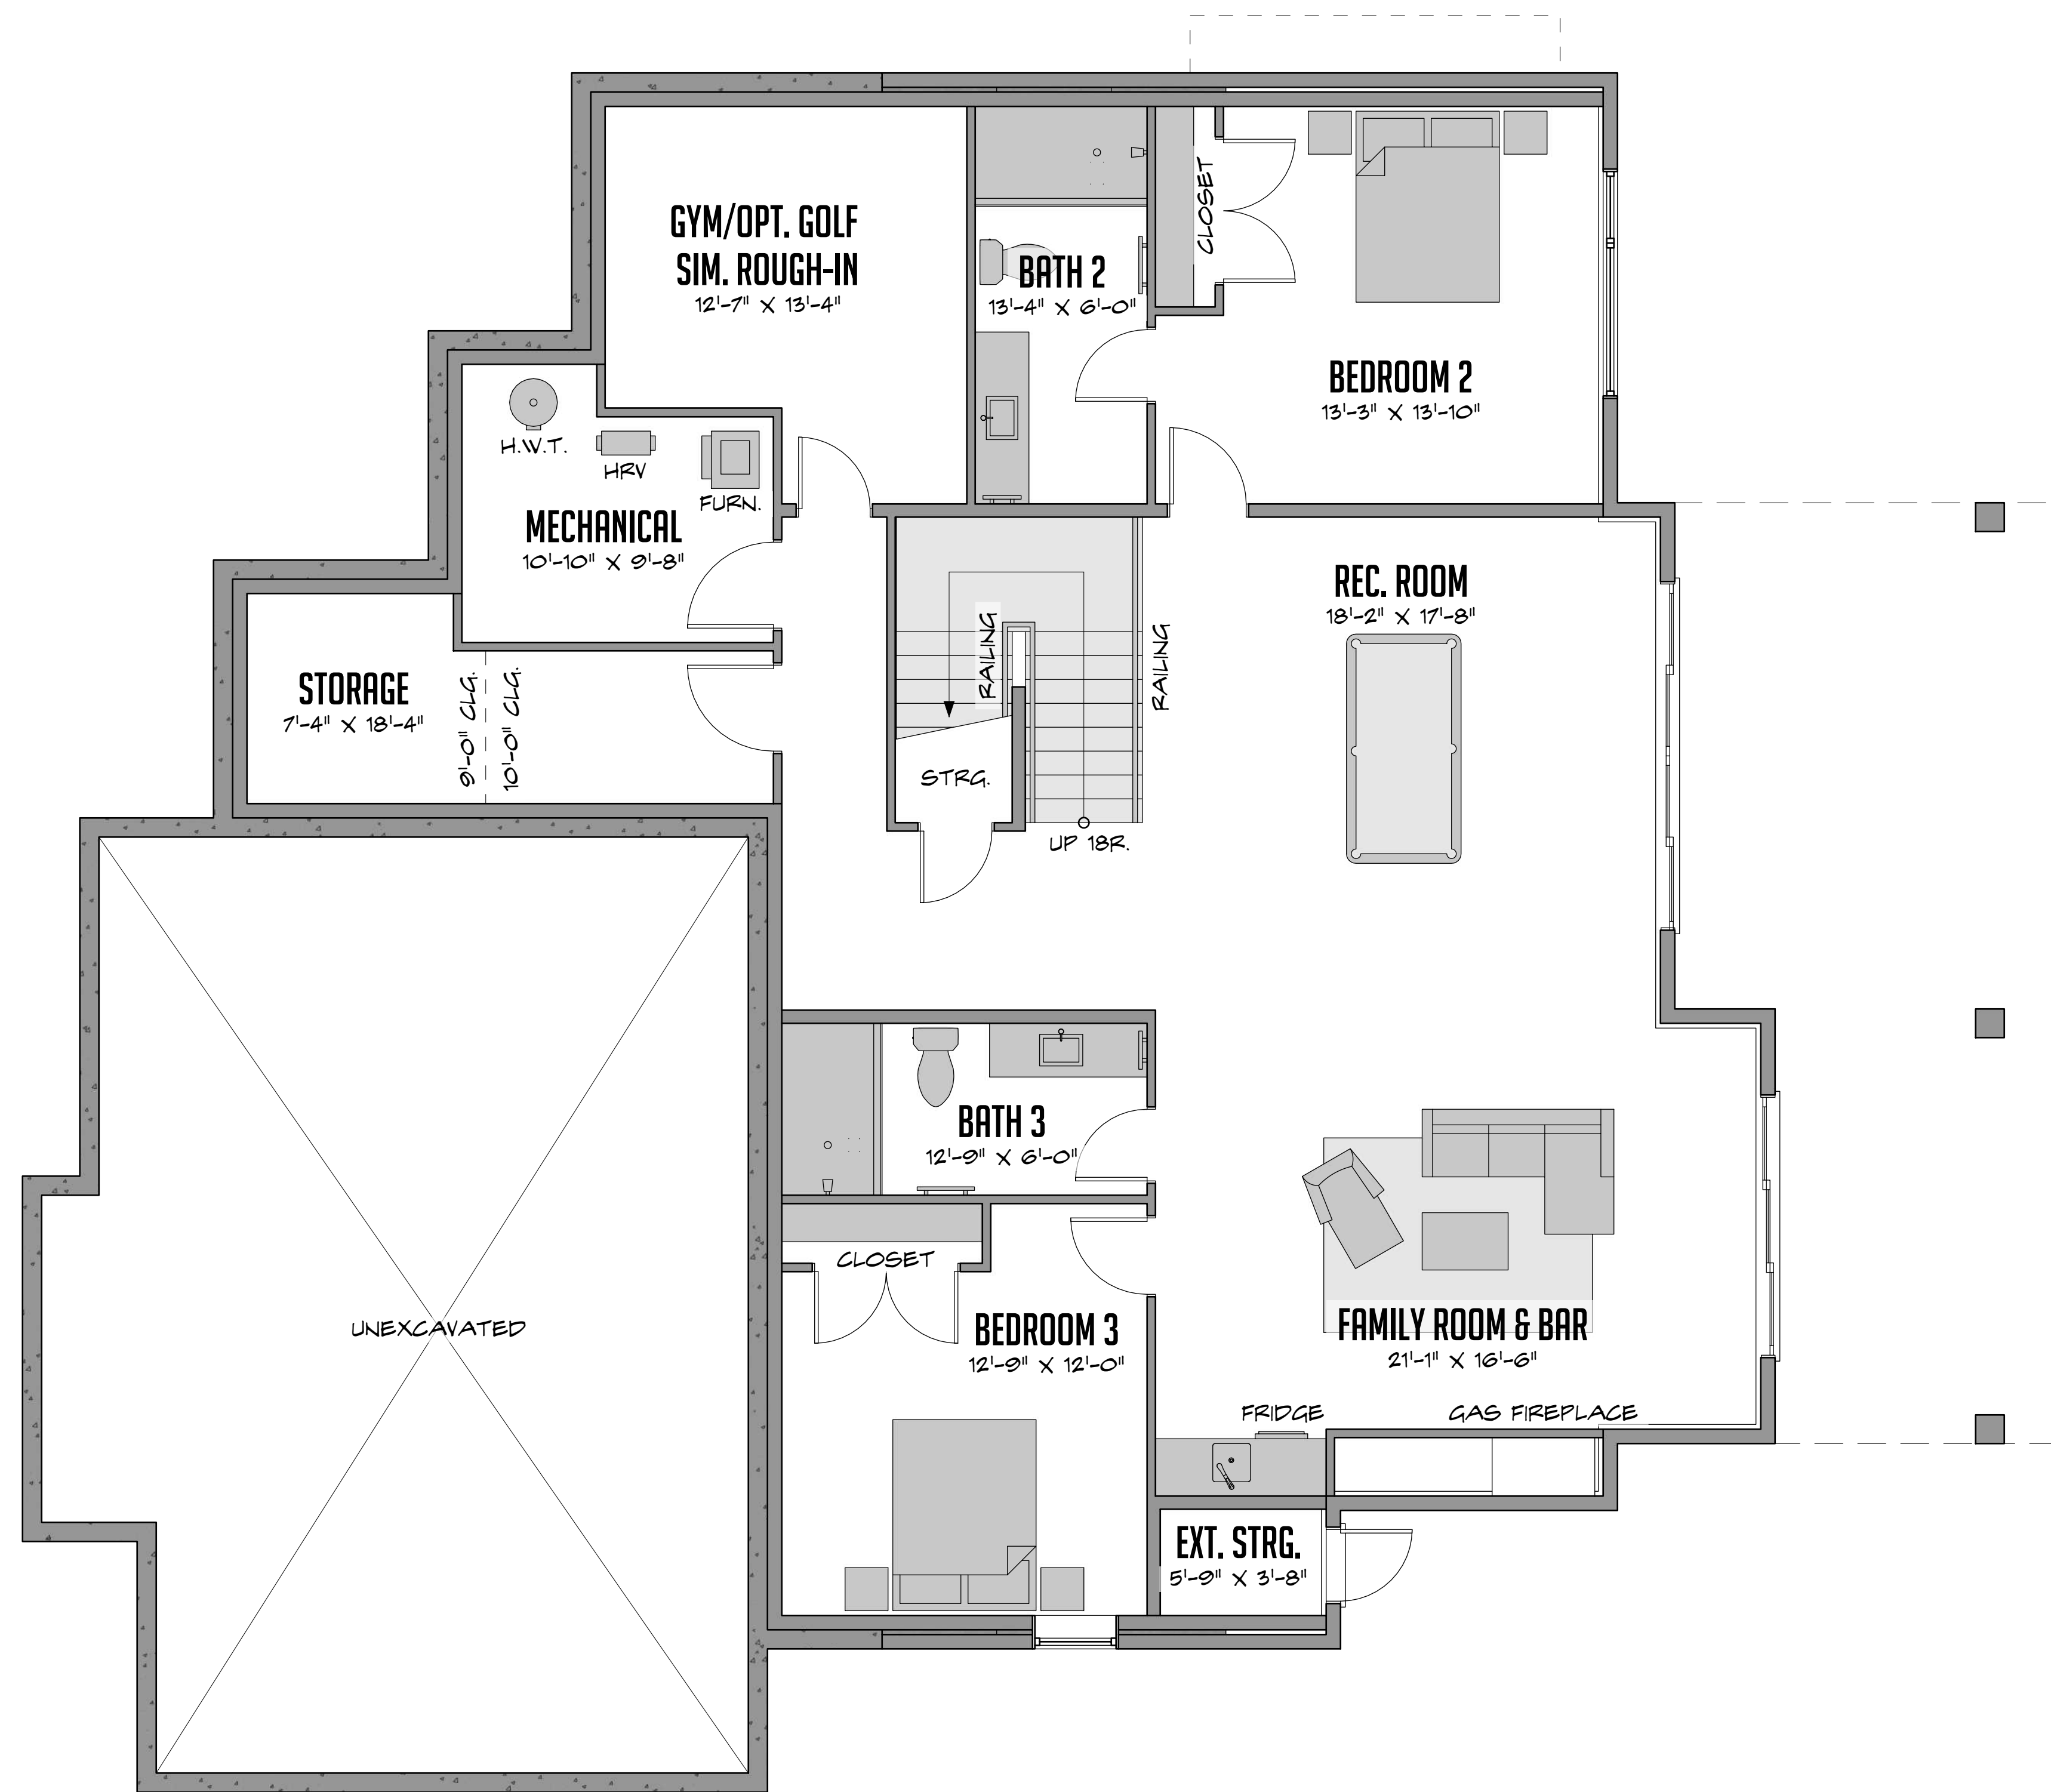 GYM/OPT. GOLF
SIM. ROUGH-IN
12'-7" X 13'-4"
BATH 2
13'-4" X 6'-0"
CLOSET
BEDROOM 2
13'-3" X 13'-10"
H.W.T.
HRV
FURN.
MECHANICAL
10'-10" X 9'-8"
STORAGE
7'-4" X 18'-4"
9'-0" CLG.
10'-0" CLG.
RAILING
RAILING
STRG.
UP 18R.
REC. ROOM
18'-2" X 17'-8"
BATH 3
12'-9" X 6'-0"
CLOSET
BEDROOM 3
12'-9" X 12'-0"
UNEXCAVATED
FAMILY ROOM & BAR
21'-1" X 16'-6"
FRIDGE
GAS FIREPLACE
EXT. STRG.
5'-9" X 3'-8"